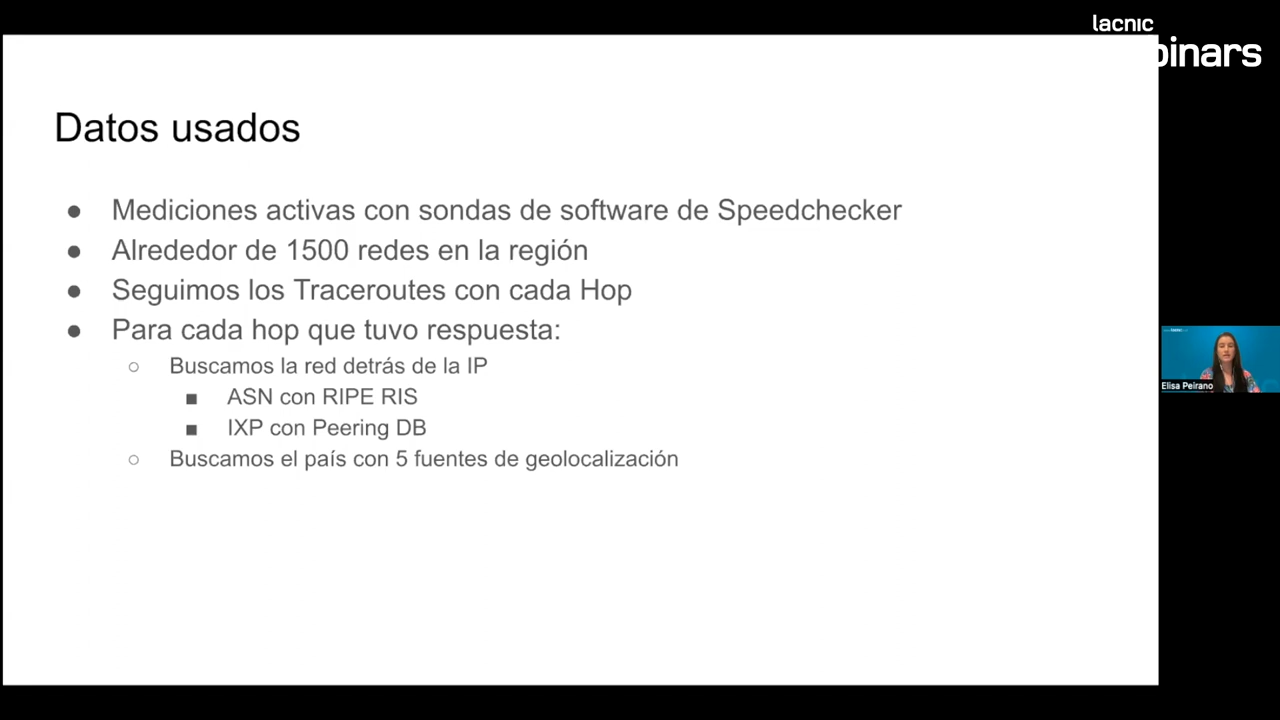 lacnic
binars
Datos usados
● Mediciones activas con sondas de software de Speedchecker
● Alrededor de 1500 redes en la región
● Seguimos los Traceroutes con cada Hop
● Para cada hop que tuvo respuesta:
○ Buscamos la red detrás de la IP
■ ASN con RIPE RIS
■ IXP con Peering DB
○ Buscamos el país con 5 fuentes de geolocalización
Elisa Peirano